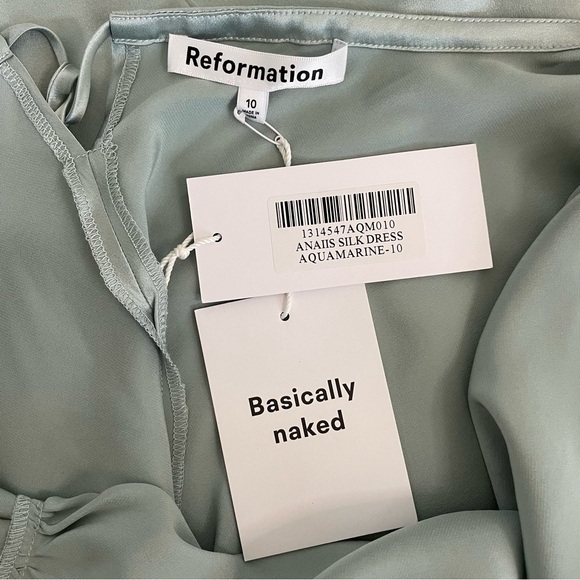 Reformation
10
MADE IN
1314547AQM010
ANAIIS SILK DRESS
AQUAMARINE-10
Basically
naked